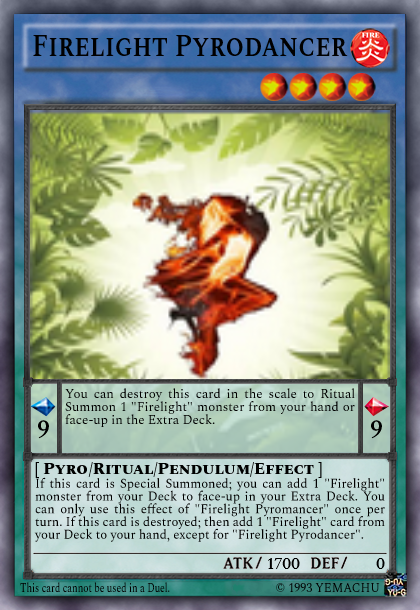 FIRELIGHT PYRODANCER
FIRE
炎
You can destroy this card in the scale to Ritual
Summon 1 "Firelight" monster from your hand or
face-up in the Extra Deck.
9
9
[ PYRO/RITUAL/PENDULUM/EFFECT ]
If this card is Special Summoned; you can add 1 "Firelight"
monster from your Deck to face-up in your Extra Deck. You
can only use this effect of "Firelight Pyromancer" once per
turn. If this card is destroyed; then add 1 "Firelight" card from
your Deck to your hand, except for "Firelight Pyrodancer".
ATK/ 1700 DEF/ 0
This card cannot be used in a Duel.
© 1993 YEMACHU